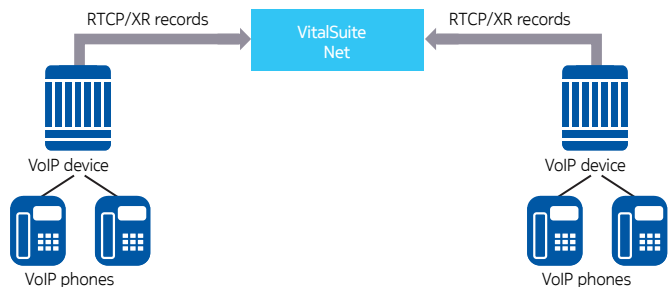 RTCP/XR records
VitalSuite
Net
RTCP/XR records
VoIP device
VoIP device
VoIP phones
VoIP phones